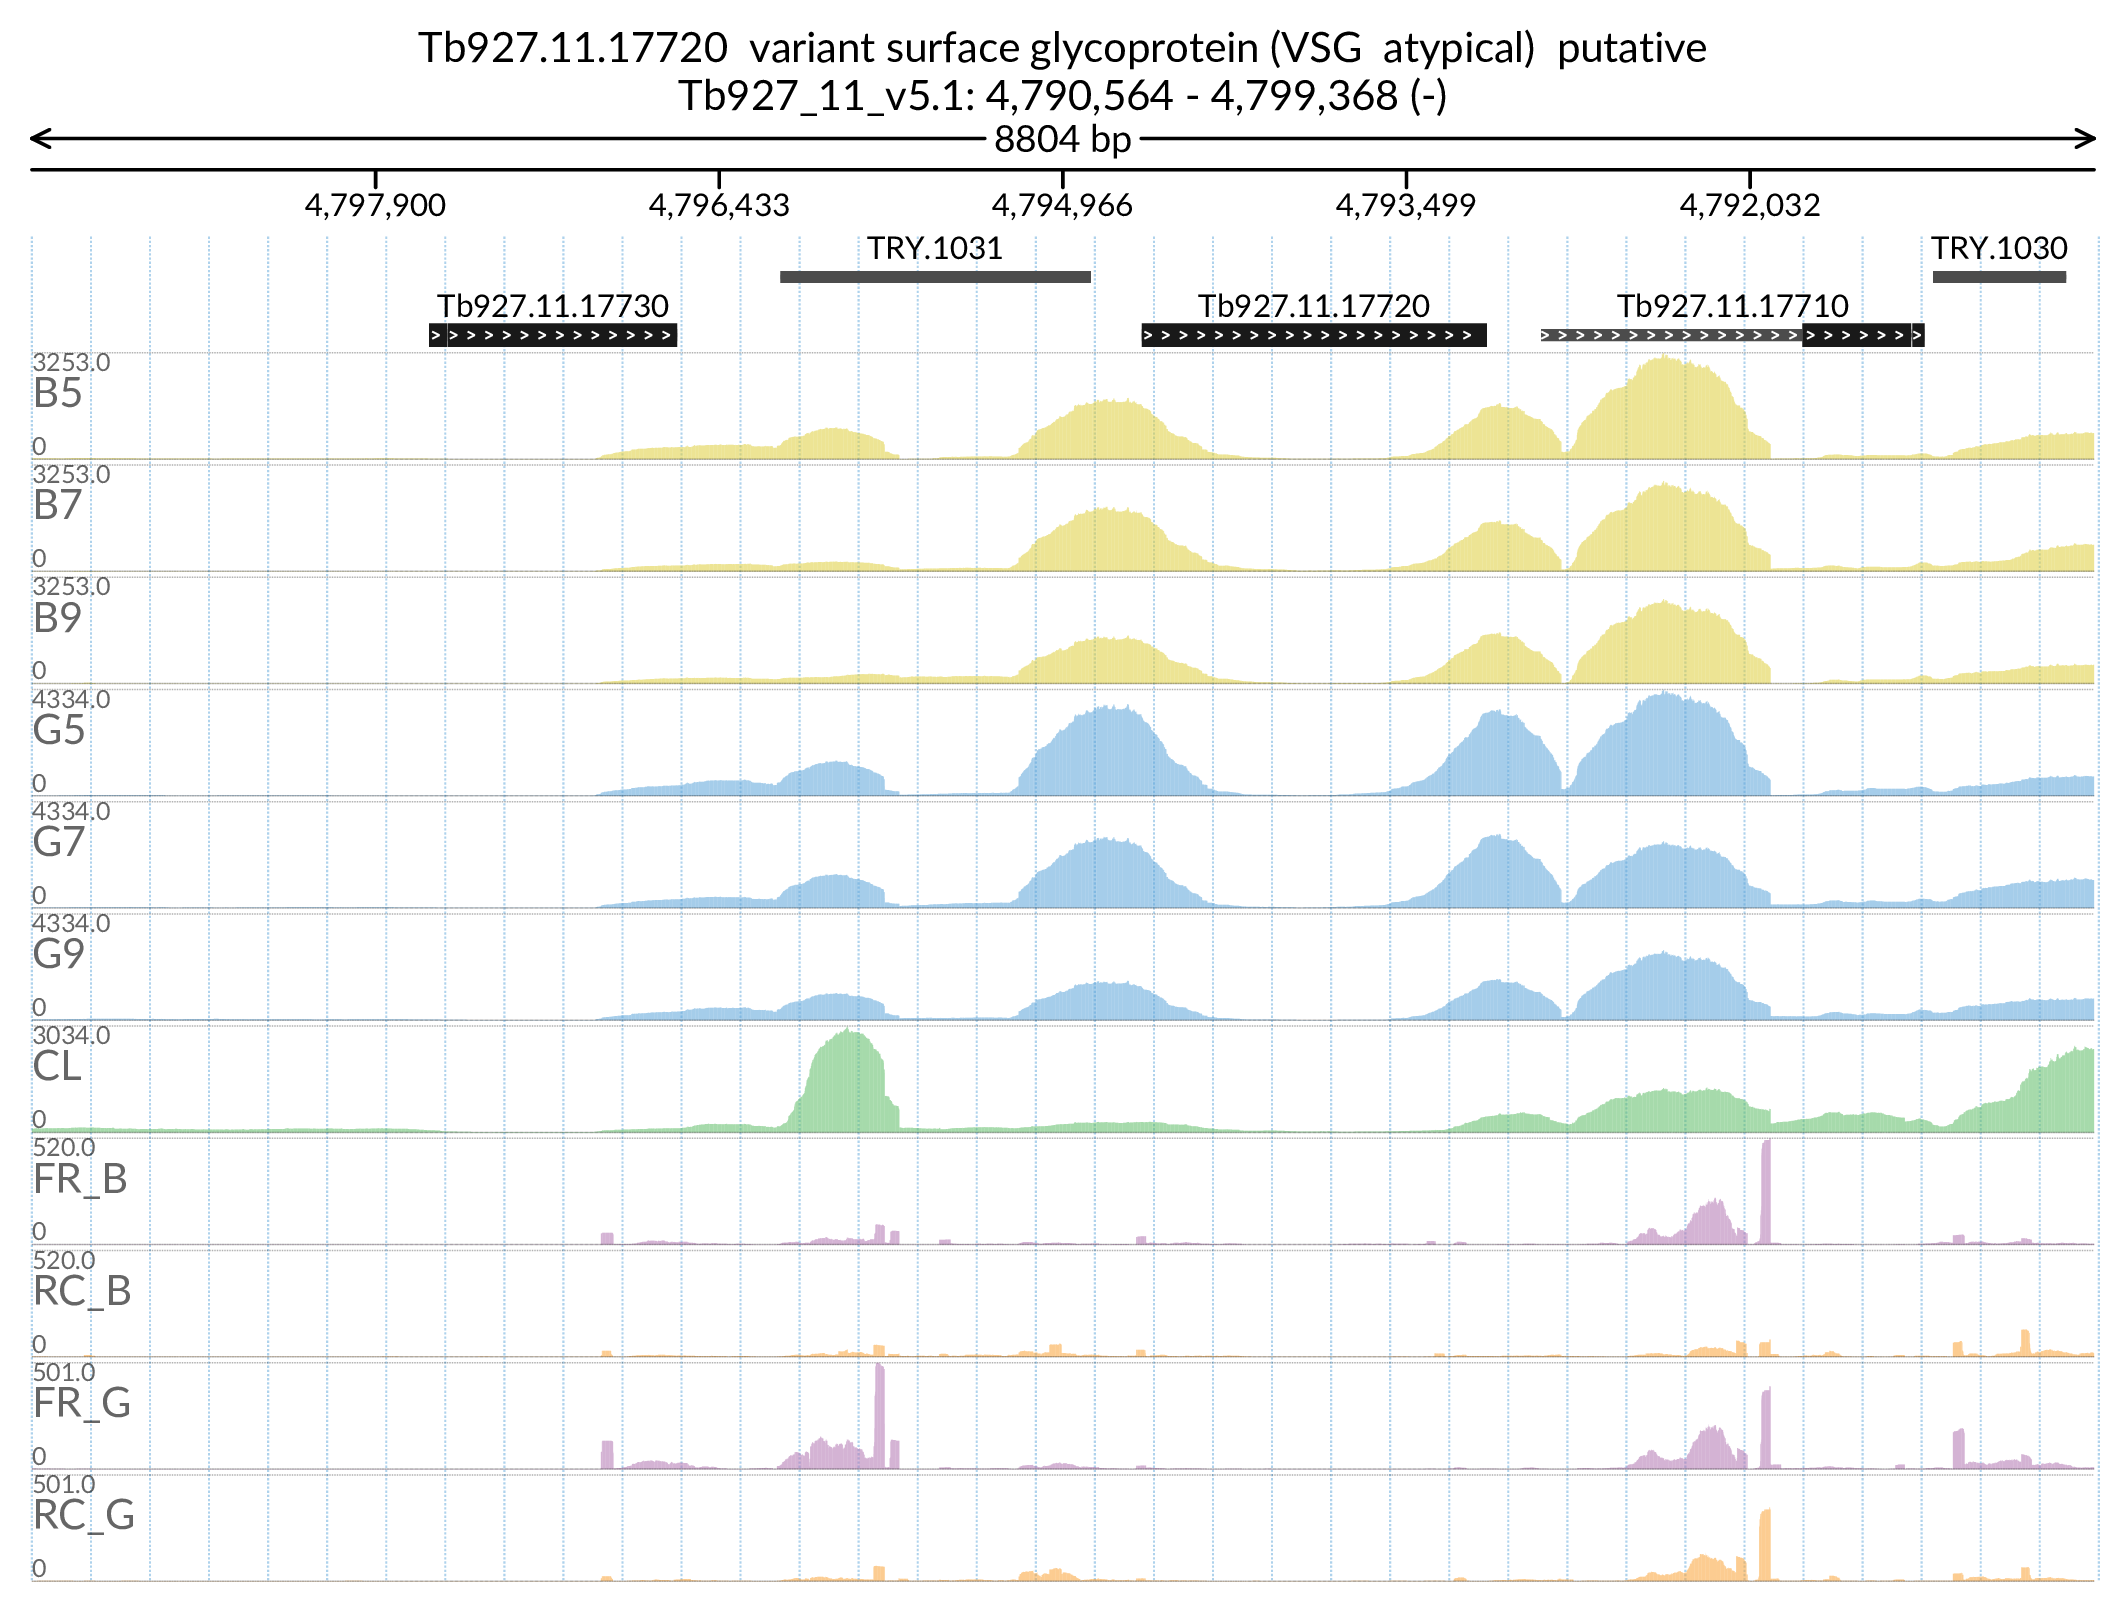 Tb927.11.17720 variant surface glycoprotein (VSG atypical) putative
Tb927_11_v5.1: 4,790,564 - 4,799,368 (-)
8804 bp
4,797,900 4,796,433 4,794,966 4,793,499 4,792,032
TRY.1031 TRY.1030
Tb927.11.17730 Tb927.11.17720 Tb927.11.17710
3253.0
B5
0
3253.0
B7
0
3253.0
B9
0
4334.0
G5
0
4334.0
G7
0
4334.0
G9
0
3034.0
CL
0
520.0
FR_B
0
520.0
RC_B
0
501.0
FR_G
0
501.0
RC_G
0